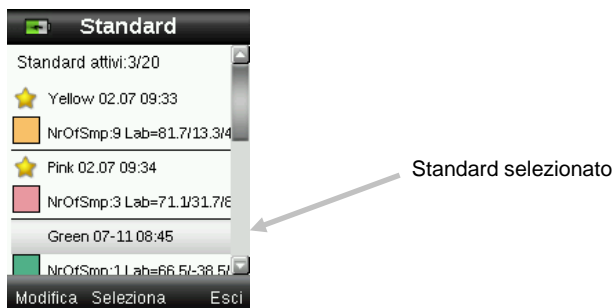 Standard
Standard attivi:3/20
Yellow 02.07 09:33
NrOfSmp:9 Lab=81.7/13.3/4
Pink 02.07 09:34
NrOfSmp:3 Lab=71.1/31.7/8
Green 07-11 08:45
NrOfSmp:1 Lab=66.5/-38.5/
Modifica Seleziona Esci
Standard selezionato